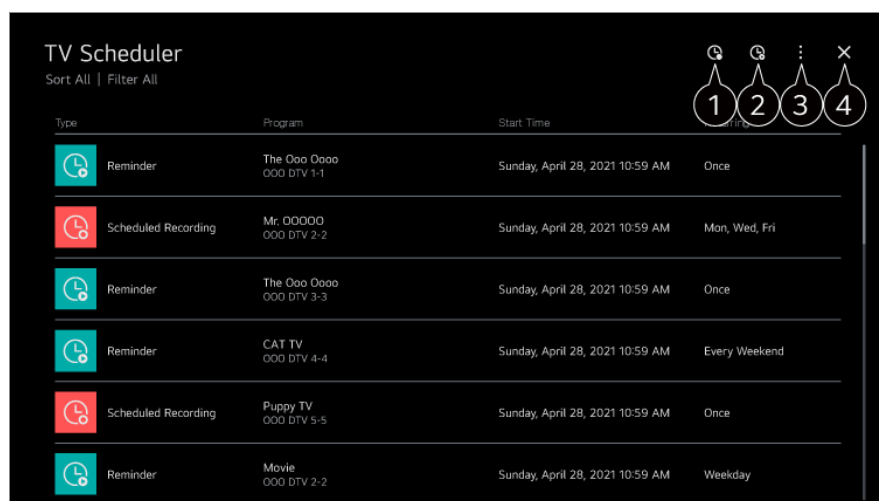 TV Scheduler
Sort All | Filter All
1 2 3 4
Type Program Start Time
Reminder The Ooo Oooo Sunday, April 28, 2021 10:59 AM Once
OOO DTV 1-1
Scheduled Recording Mr. OOOOO Sunday, April 28, 2021 10:59 AM Mon, Wed, Fri
OOO DTV 2-2
Reminder The Ooo Oooo Sunday, April 28, 2021 10:59 AM Once
OOO DTV 3-3
Reminder CAT TV Sunday, April 28, 2021 10:59 AM Every Weekend
OOO DTV 4-4
Scheduled Recording Puppy TV Sunday, April 28, 2021 10:59 AM Once
OOO DTV 5-5
Reminder Movie Sunday, April 28, 2021 10:59 AM Weekday
OOO DTV 2-2